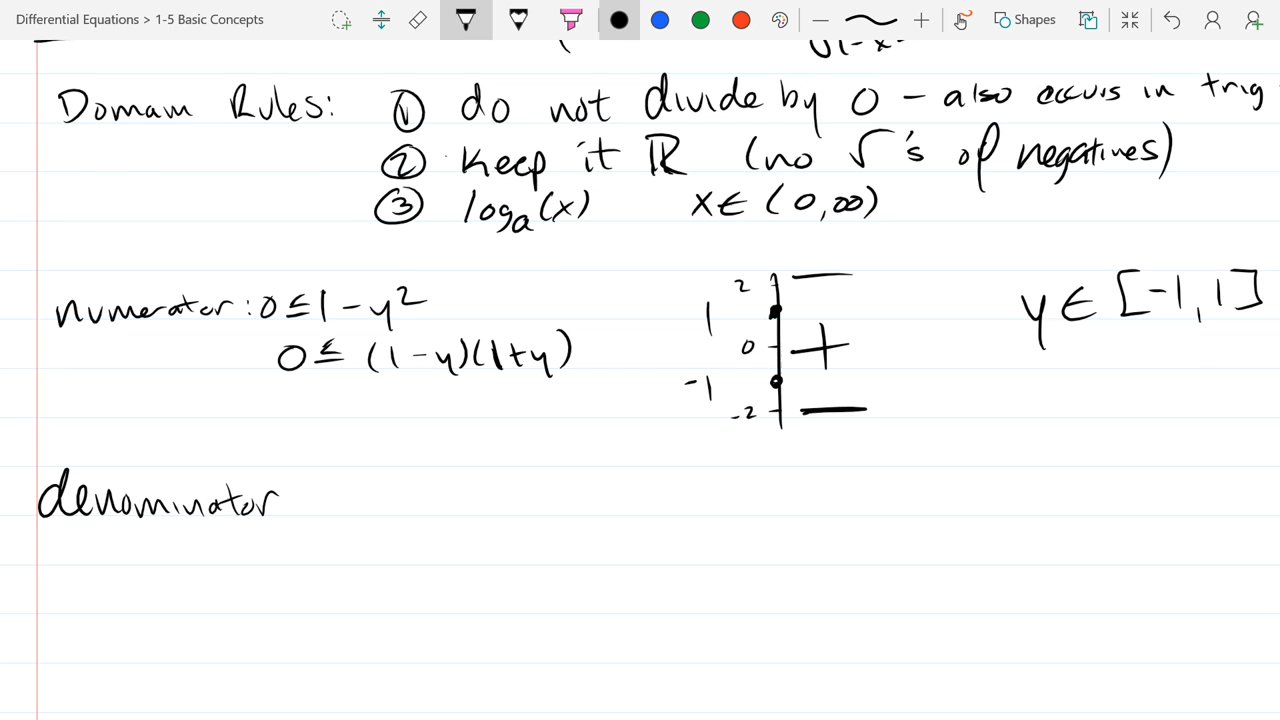 Differential Equations > 1-5 Basic Concepts
Shapes
√1-x
Domain Rules: ① do not divide by 0 - also occurs in trig
② Keep it ℝ (no √'s of negatives)
③ logₐ(x) x ∈ (0,∞)
numerator: 0 ≤ 1 - y²
0 ≤ (1-y)(1+y)
2
1
0
-1
-2
+
y ∈ [-1,1]
denominator